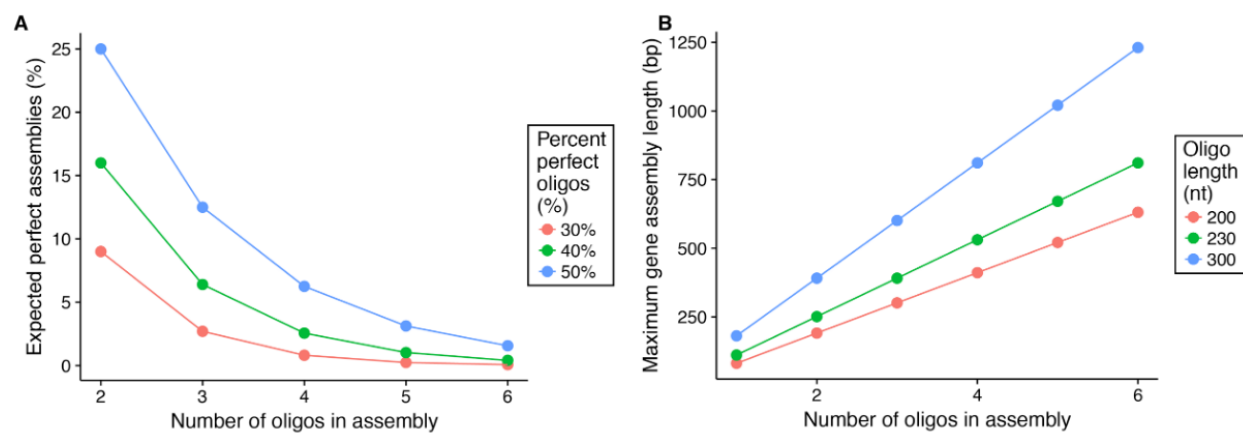 A
Expected perfect assemblies (%)
25
20
15
10
5
0
2
3
4
5
6
Number of oligos in assembly
Percent
perfect
oligos
(%)
30%
40%
50%
B
Maximum gene assembly length (bp)
1250
1000
750
500
250
2
4
6
Number of oligos in assembly
Oligo
length
(nt)
200
230
300